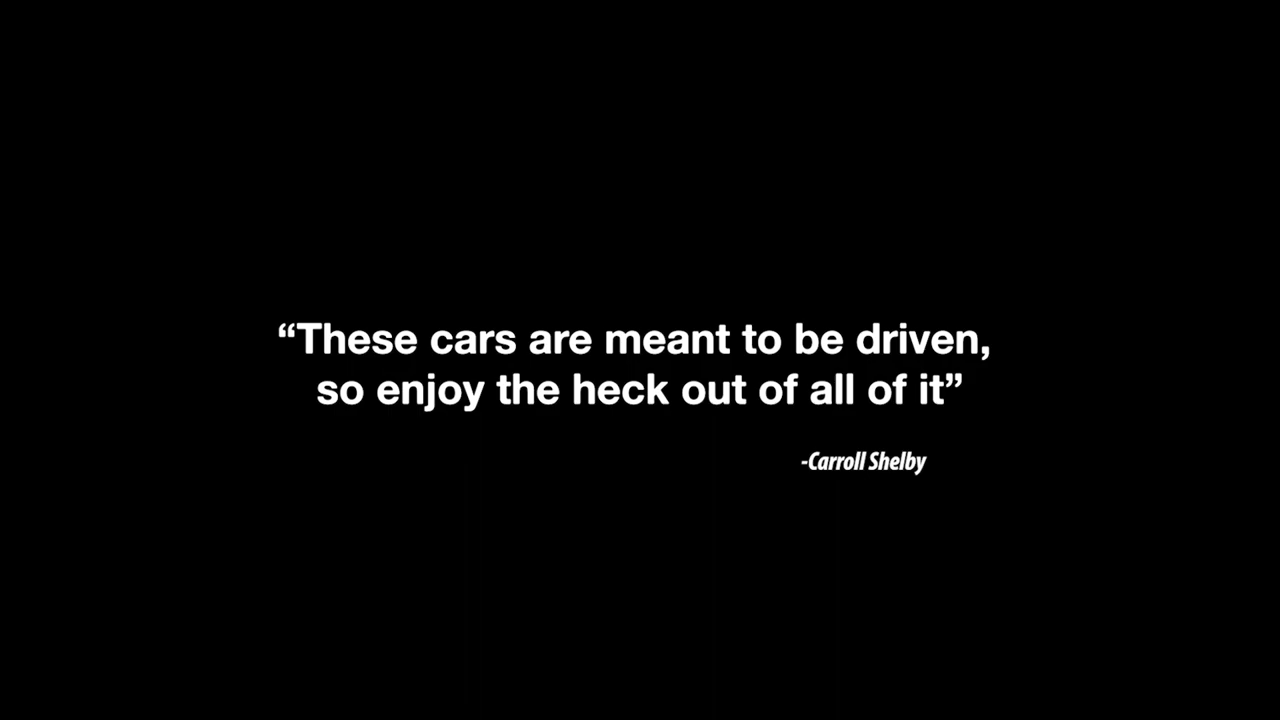 “These cars are meant to be driven,
so enjoy the heck out of all of it”
-Carroll Shelby